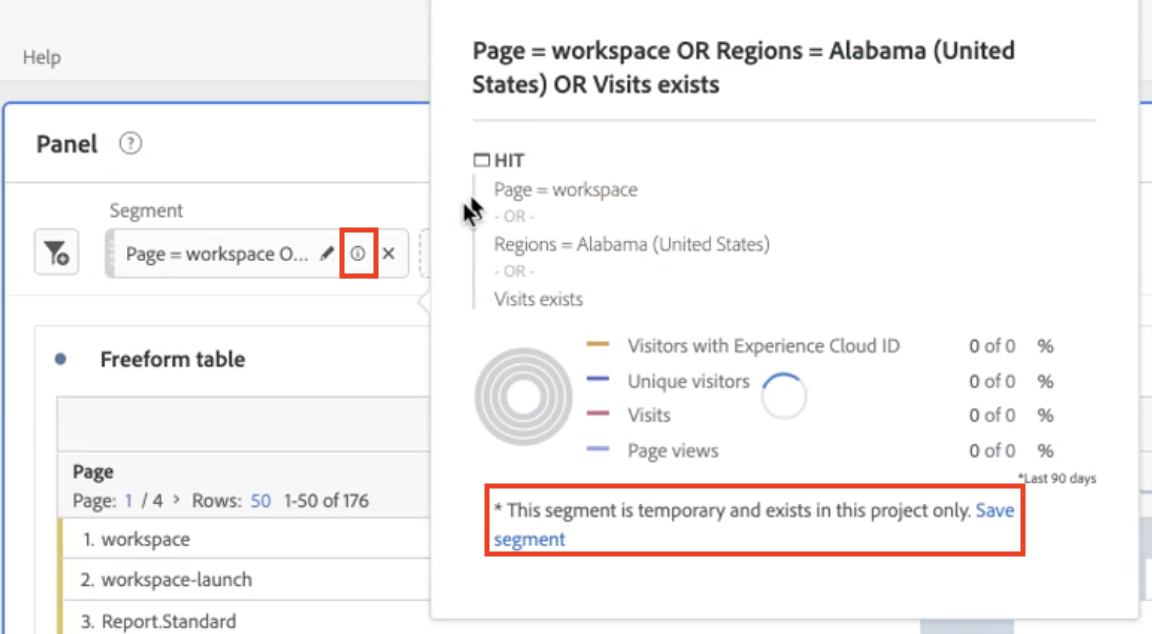 Help
Panel ?
Segment
Page = workspace O...
Freeform table
Page
Page: 1 / 4 > Rows: 50 1-50 of 176
1. workspace
2. workspace-launch
3. Report.Standard
Page = workspace OR Regions = Alabama (United
States) OR Visits exists
HIT
Page = workspace
- OR -
Regions = Alabama (United States)
- OR -
Visits exists
Visitors with Experience Cloud ID 0 of 0 %
Unique visitors 0 of 0 %
Visits 0 of 0 %
Page views 0 of 0 %
*Last 90 days
* This segment is temporary and exists in this project only. Save
segment